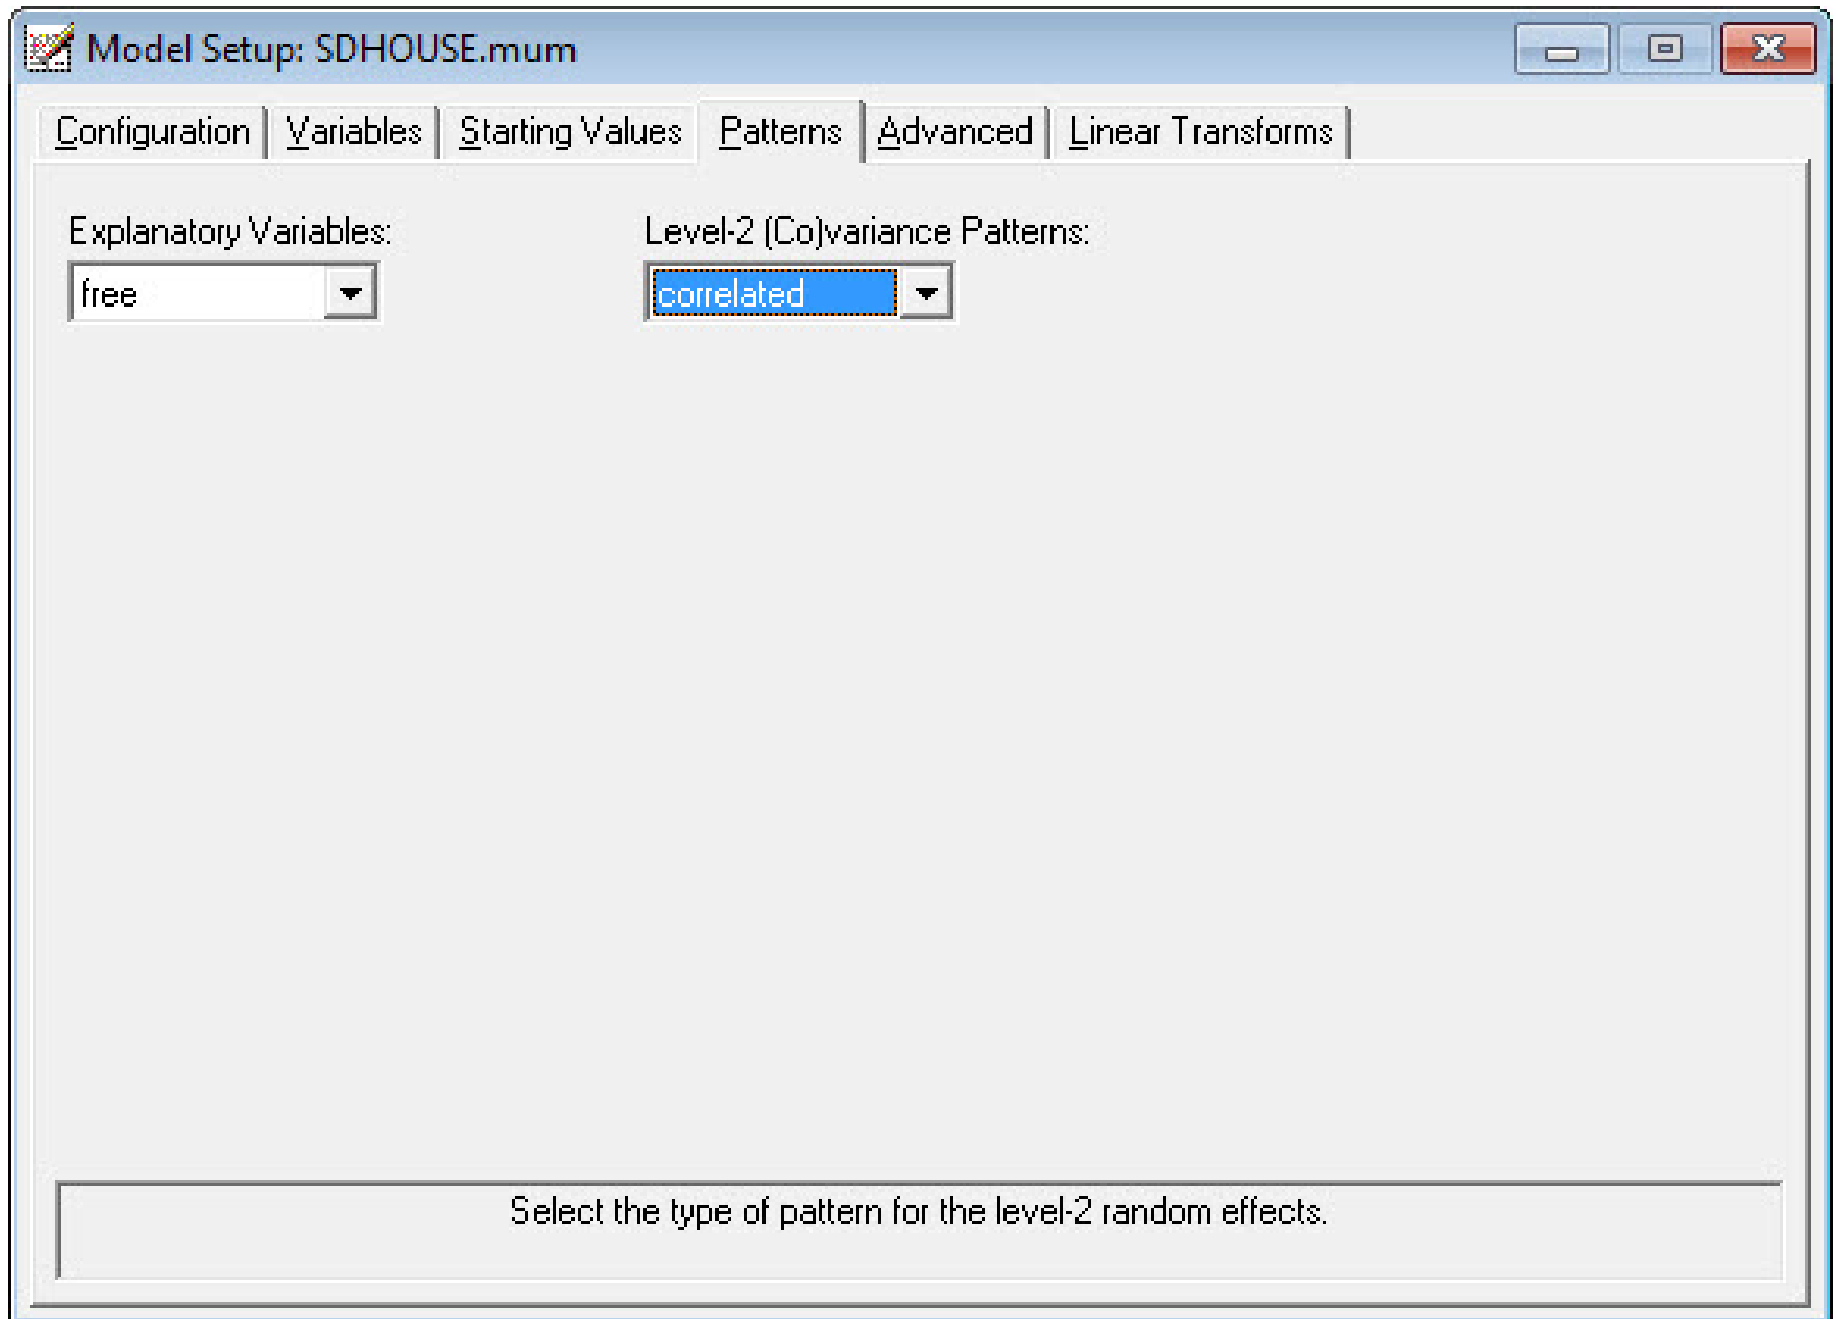 Model Setup: SDHOUSE.mum
Configuration Variables Starting Values Patterns Advanced Linear Transforms
Explanatory Variables: Level-2 (Co)variance Patterns:
free correlated
Select the type of pattern for the level-2 random effects.